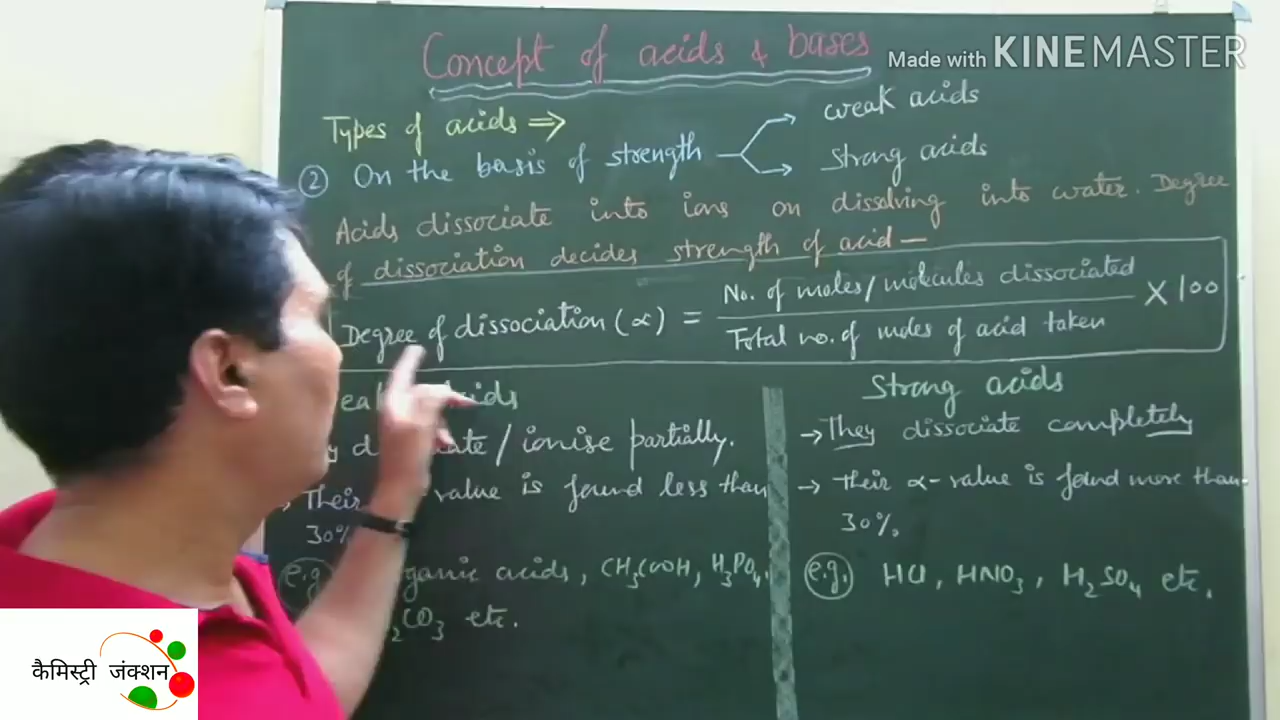 Concept of acids & bases
Made with KINEMASTER
Types of acids ⇒
② On the basis of strength
weak acids
Strong acids
Acids dissociate into ions on dissolving into water. Degree
of dissociation decides strength of acid —
Degree of dissociation (α) = No. of moles/molecules dissociated
Total no. of moles of acid taken
× 100
acids
/ ionise partially.
Their value is found less than
30%
e.g. acids, CH₃COOH, H₃PO₄,
₂CO₃ etc.
Strong acids
→ They dissociate completely
→ Their α-value is found more than
30%.
e.g. HCl, HNO₃, H₂SO₄ etc.
कैमिस्ट्री जंक्शन